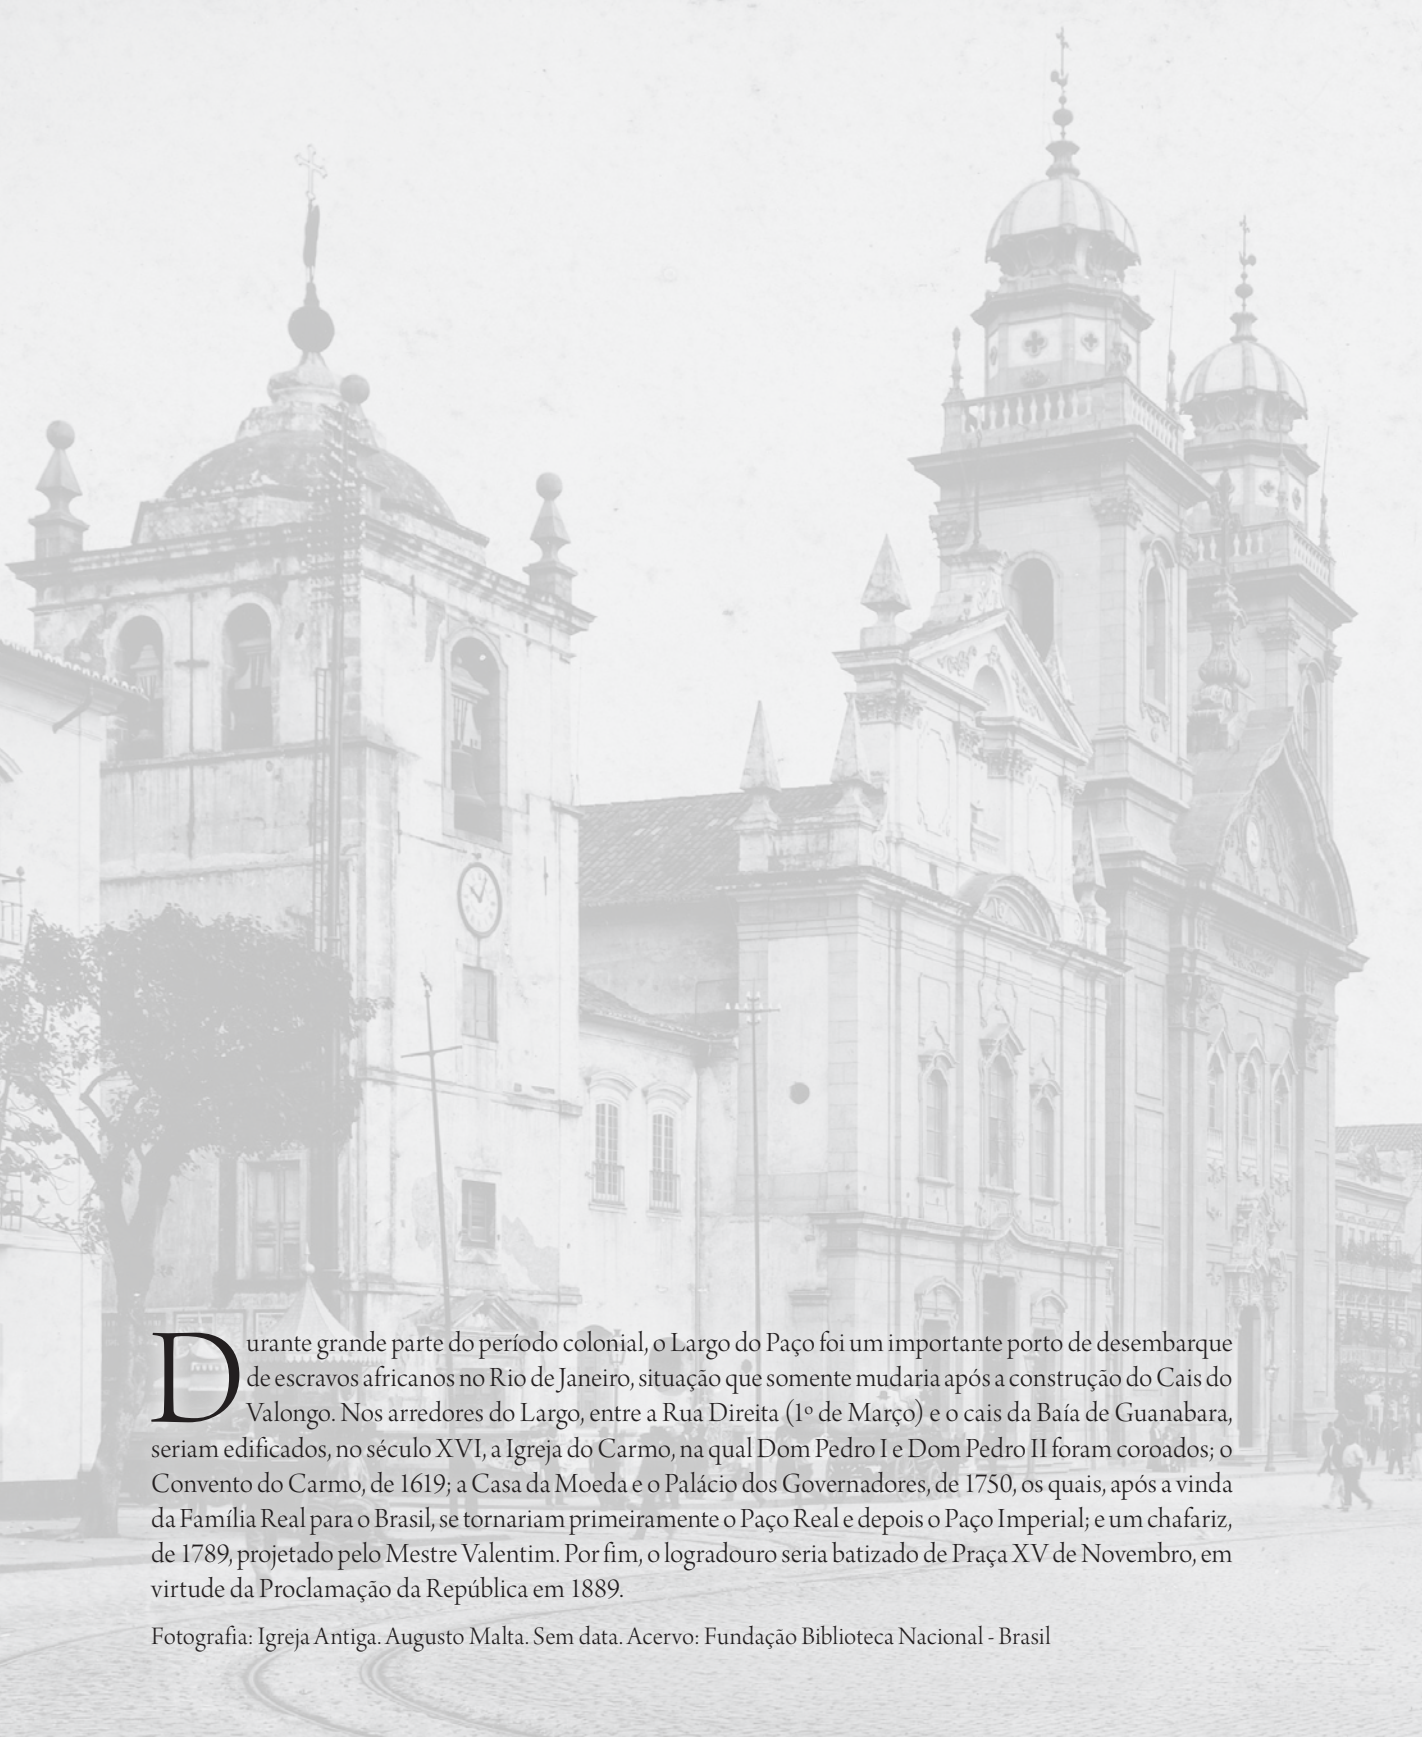 Durante grande parte do período colonial, o Largo do Paço foi um importante porto de desembarque
de escravos africanos no Rio de Janeiro, situação que somente mudaria após a construção do Cais do
Valongo. Nos arredores do Largo, entre a Rua Direita (1º de Março) e o cais da Baía de Guanabara,
seriam edificados, no século XVI, a Igreja do Carmo, na qual Dom Pedro I e Dom Pedro II foram coroados; o
Convento do Carmo, de 1619; a Casa da Moeda e o Palácio dos Governadores, de 1750, os quais, após a vinda
da Família Real para o Brasil, se tornariam primeiramente o Paço Real e depois o Paço Imperial; e um chafariz,
de 1789, projetado pelo Mestre Valentim. Por fim, o logradouro seria batizado de Praça XV de Novembro, em
virtude da Proclamação da República em 1889.
Fotografia: Igreja Antiga. Augusto Malta. Sem data. Acervo: Fundação Biblioteca Nacional - Brasil